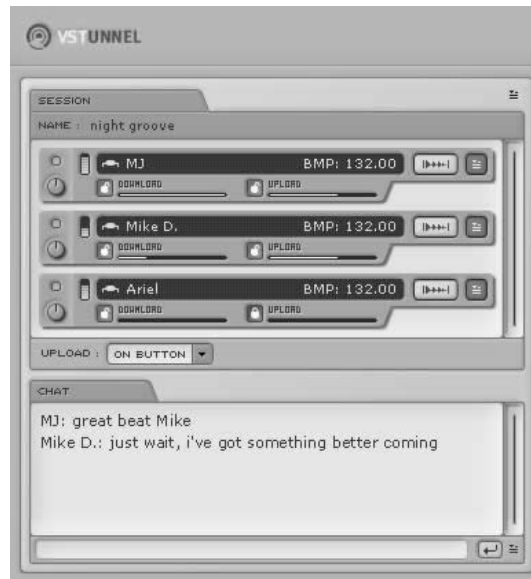 VSTUNNEL
SESSION
NAME : night groove
MJ BMP: 132.00
DOWNLOAD UPLOAD
Mike D. BMP: 132.00
DOWNLOAD UPLOAD
Ariel BMP: 132.00
DOWNLOAD UPLOAD
UPLOAD : ON BUTTON
CHAT
MJ: great beat Mike
Mike D.: just wait, i've got something better coming